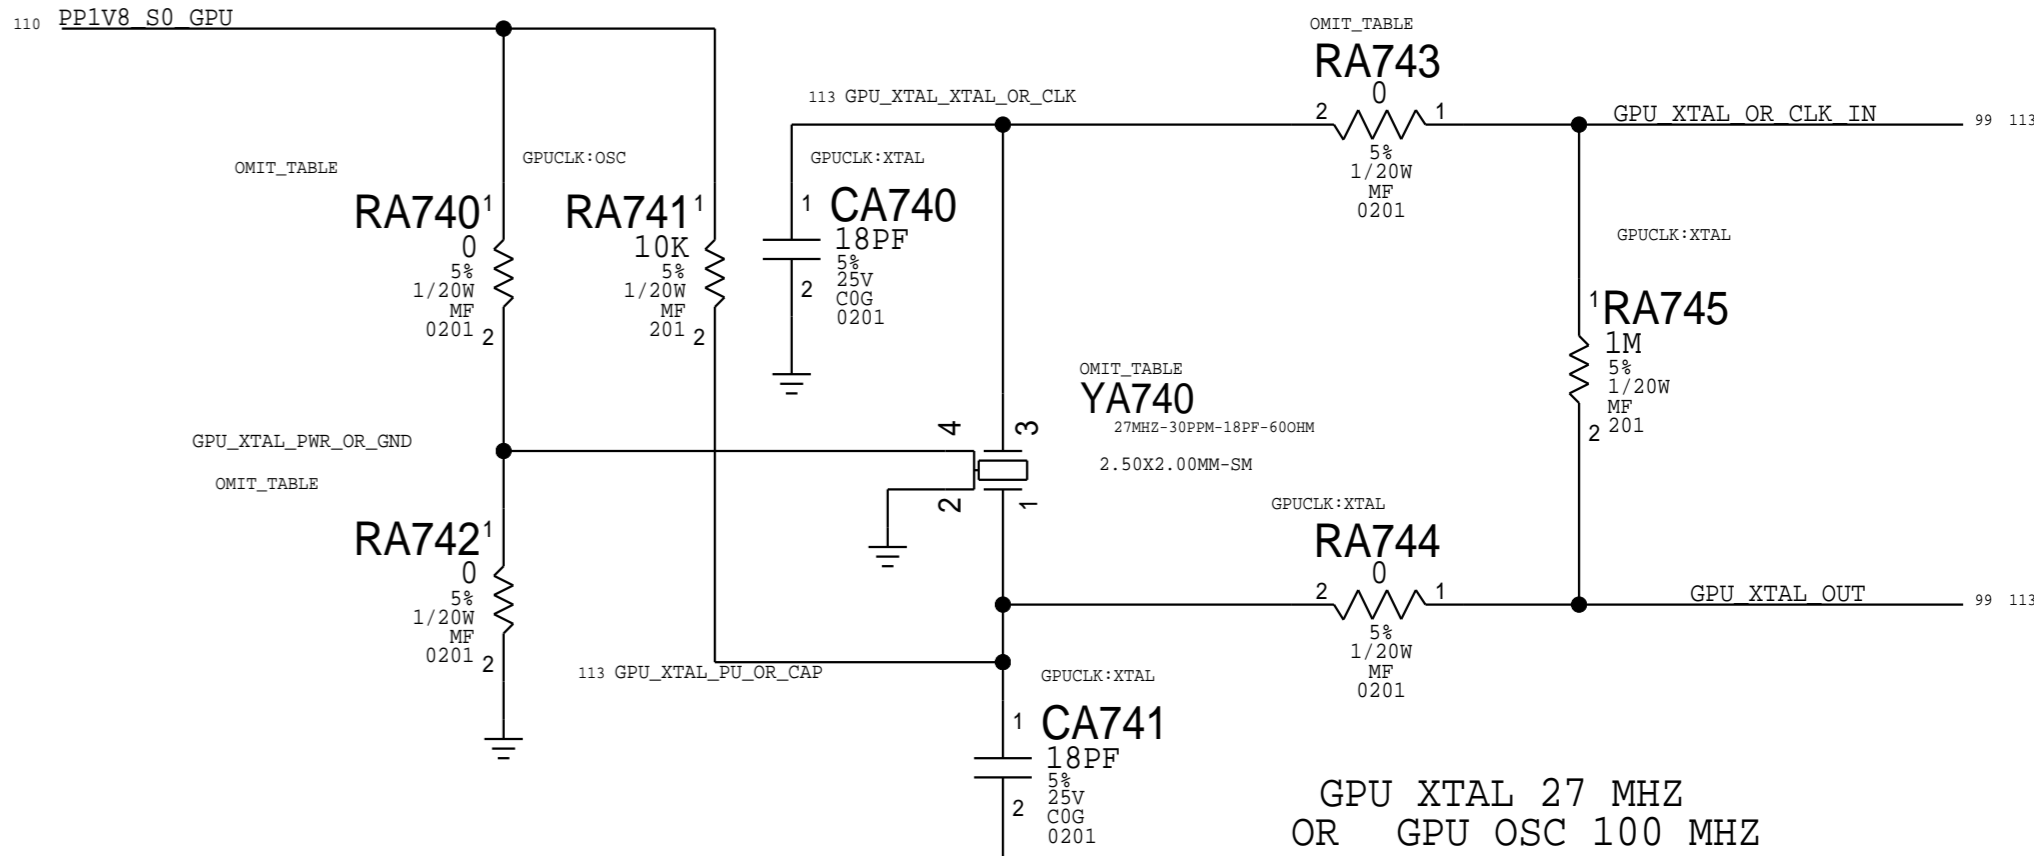 110 PP1V8_S0_GPU
OMIT_TABLE
RA743
0
2 1
5%
1/20W
MF
0201
113 GPU_XTAL_XTAL_OR_CLK
GPU_XTAL_OR_CLK_IN 99 113
OMIT_TABLE
RA740 1
0
5%
1/20W
MF
0201 2
GPUCLK:OSC
RA741 1
10K
5%
1/20W
MF
201 2
GPUCLK:XTAL
1 CA740
18PF
5%
2 25V
C0G
0201
GPUCLK:XTAL
1 RA745
1M
5%
1/20W
MF
2 201
OMIT_TABLE
YA740
27MHZ-30PPM-18PF-60OHM
2.50X2.00MM-SM
4 3
2 1
GPU_XTAL_PWR_OR_GND
OMIT_TABLE
RA742 1
0
5%
1/20W
MF
0201 2
GPUCLK:XTAL
RA744
0
2 1
5%
1/20W
MF
0201
GPU_XTAL_OUT 99 113
113 GPU_XTAL_PU_OR_CAP
GPUCLK:XTAL
1 CA741
18PF
5%
25V
2 C0G
0201
GPU XTAL 27 MHZ
OR GPU OSC 100 MHZ